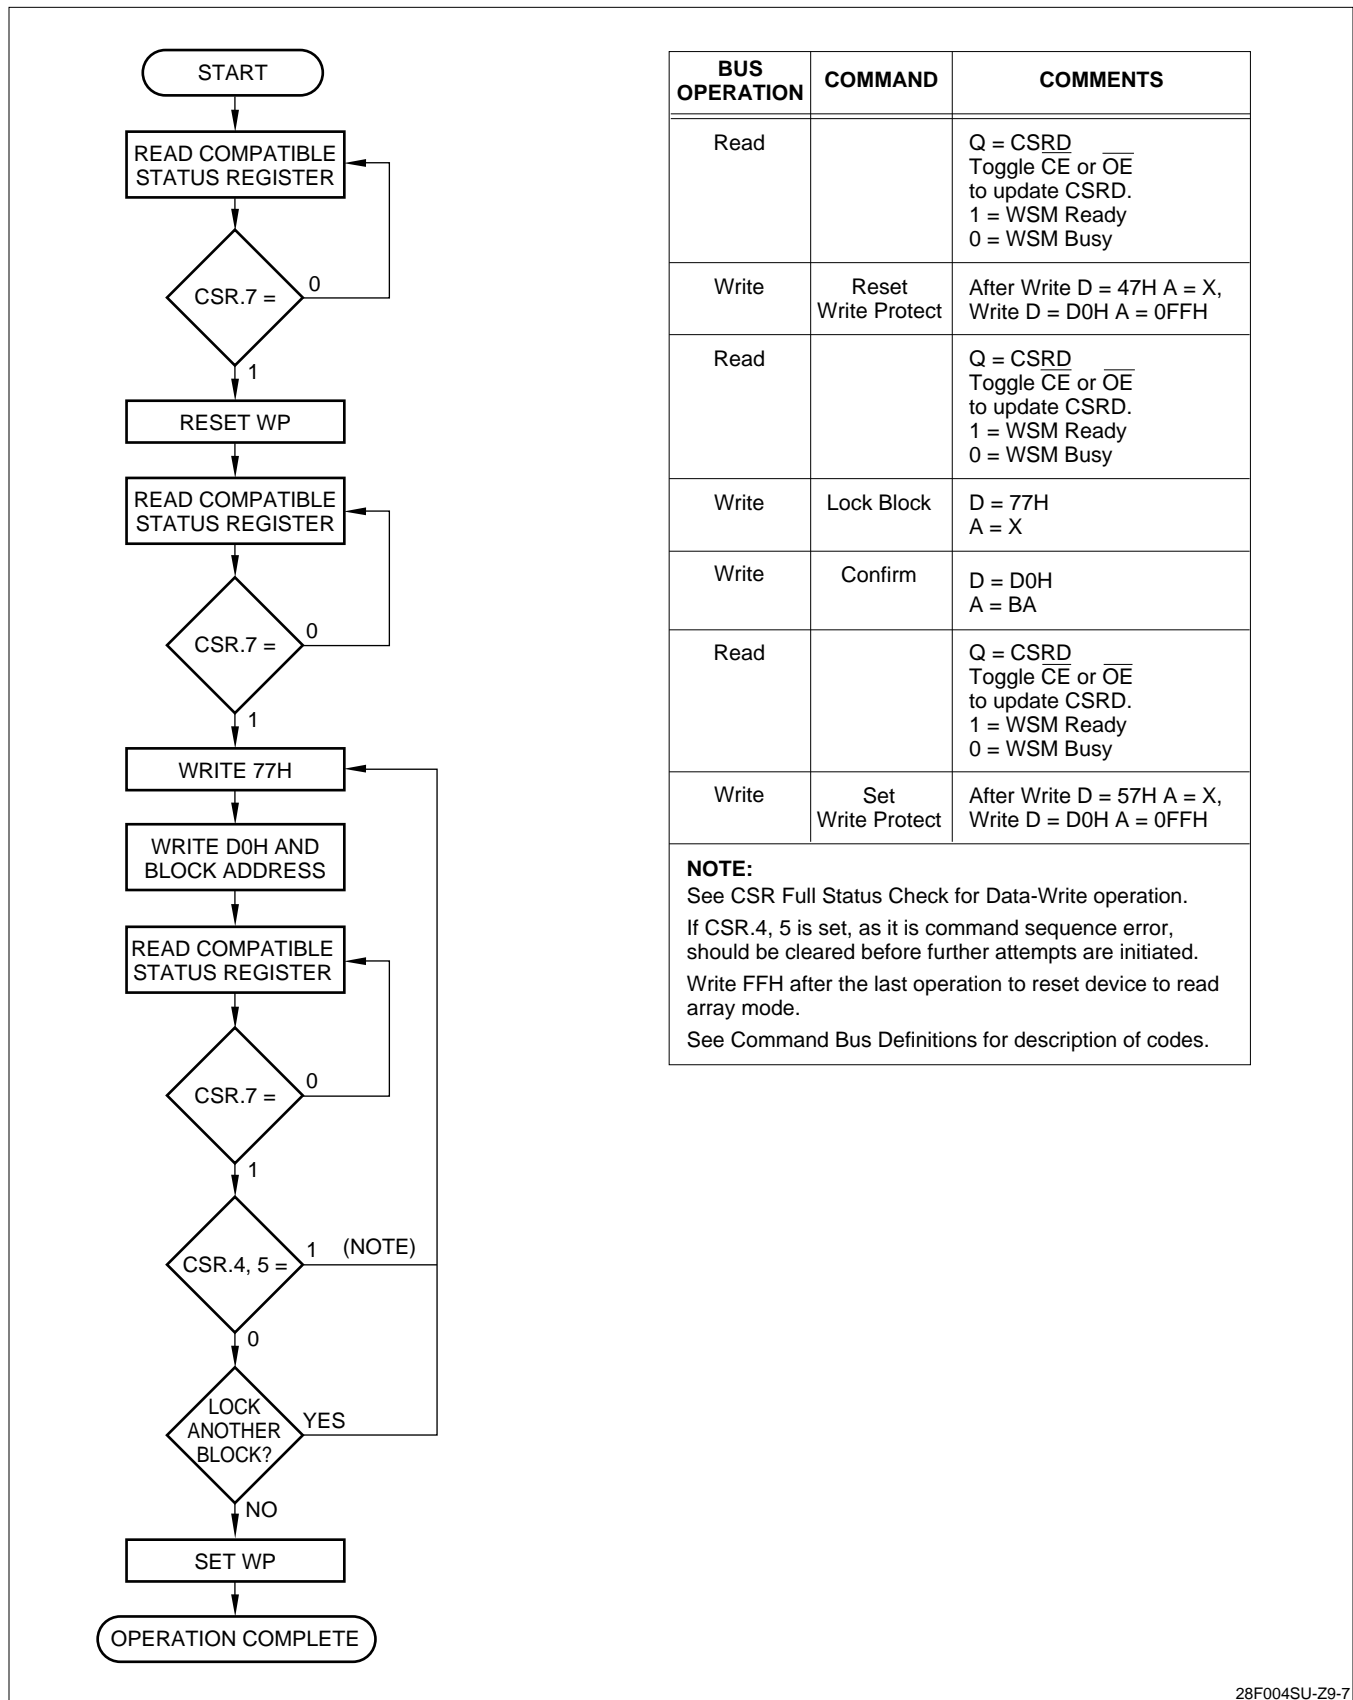 START
READ COMPATIBLE
STATUS REGISTER
CSR.7 =
0
1
RESET WP
READ COMPATIBLE
STATUS REGISTER
CSR.7 =
0
1
WRITE 77H
WRITE D0H AND
BLOCK ADDRESS
READ COMPATIBLE
STATUS REGISTER
CSR.7 =
0
1
CSR.4, 5 =
1 (NOTE)
0
LOCK
ANOTHER
BLOCK?
YES
NO
SET WP
OPERATION COMPLETE
BUS
OPERATION
COMMAND
COMMENTS
Read
Q = CSRD
Toggle C̅E̅ or O̅E̅
to update CSRD.
1 = WSM Ready
0 = WSM Busy
Write
Reset
Write Protect
After Write D = 47H A = X,
Write D = D0H A = 0FFH
Read
Q = CSRD
Toggle C̅E̅ or O̅E̅
to update CSRD.
1 = WSM Ready
0 = WSM Busy
Write
Lock Block
D = 77H
A = X
Write
Confirm
D = D0H
A = BA
Read
Q = CSRD
Toggle C̅E̅ or O̅E̅
to update CSRD.
1 = WSM Ready
0 = WSM Busy
Write
Set
Write Protect
After Write D = 57H A = X,
Write D = D0H A = 0FFH
NOTE:
See CSR Full Status Check for Data-Write operation.
If CSR.4, 5 is set, as it is command sequence error,
should be cleared before further attempts are initiated.
Write FFH after the last operation to reset device to read
array mode.
See Command Bus Definitions for description of codes.
28F004SU-Z9-7